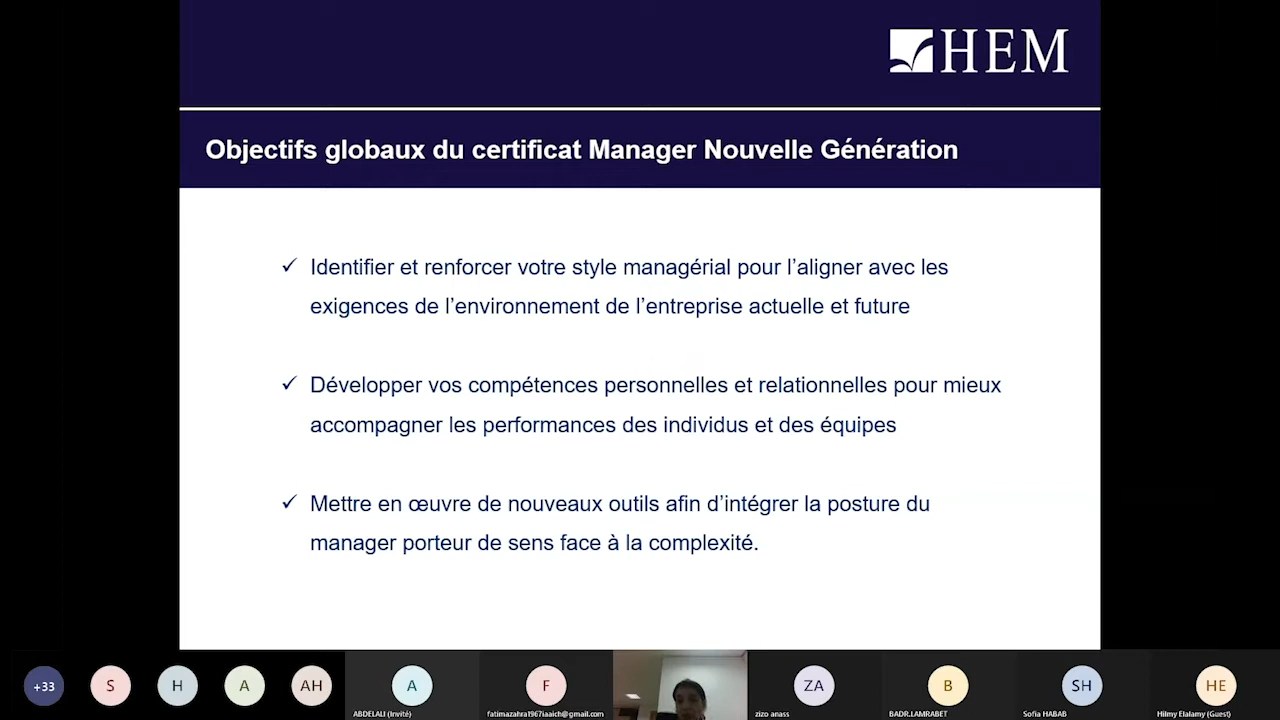 HEM
Objectifs globaux du certificat Manager Nouvelle Génération
✓ Identifier et renforcer votre style managérial pour l’aligner avec les
exigences de l’environnement de l’entreprise actuelle et future
✓ Développer vos compétences personnelles et relationnelles pour mieux
accompagner les performances des individus et des équipes
✓ Mettre en œuvre de nouveaux outils afin d’intégrer la posture du
manager porteur de sens face à la complexité.
+33 S H A AH A F ZA B SH HE
ABDELALI (Invité) fatimazahra1967iaaich@gmail.com zizo anass BADR.LAMRABET Sofia HABAB Hilmy Elalamy (Guest)